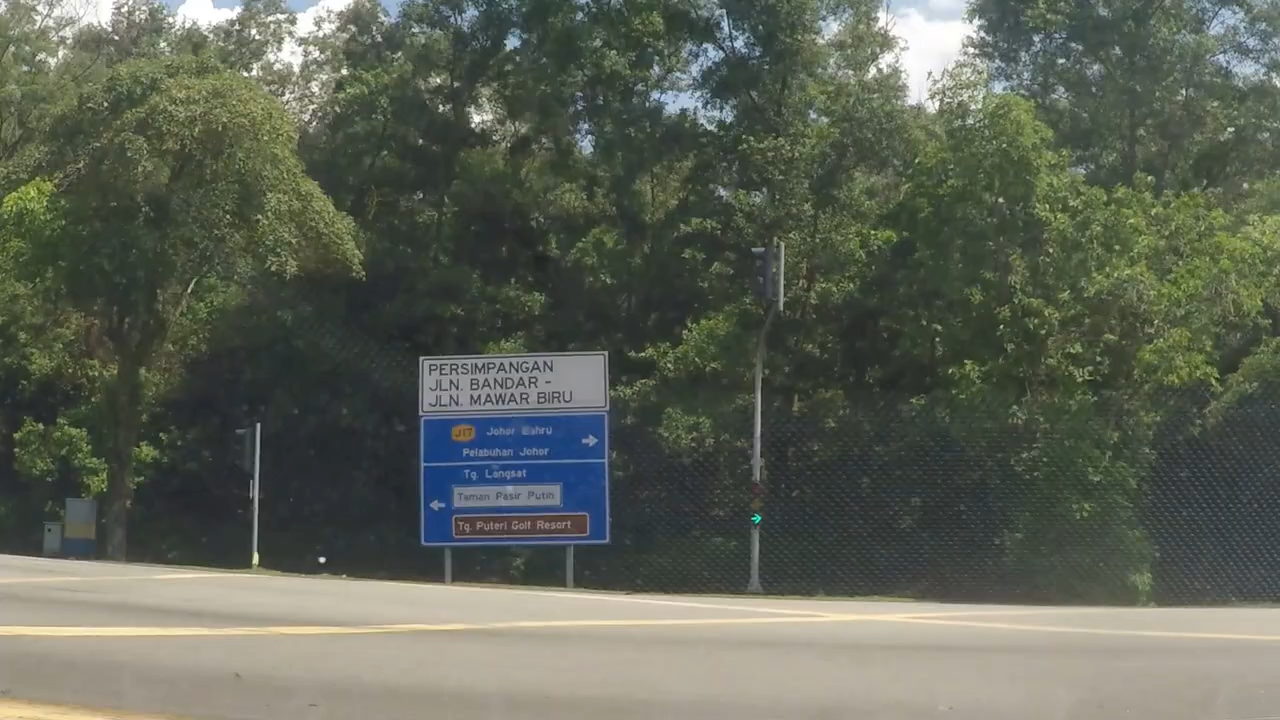 PERSIMPANGAN
JLN. BANDAR -
JLN. MAWAR BIRU
J17 Johor Bahru
Pelabuhan Johor
Tg. Langsat
Taman Pasir Putih
Tg. Puteri Golf Resort